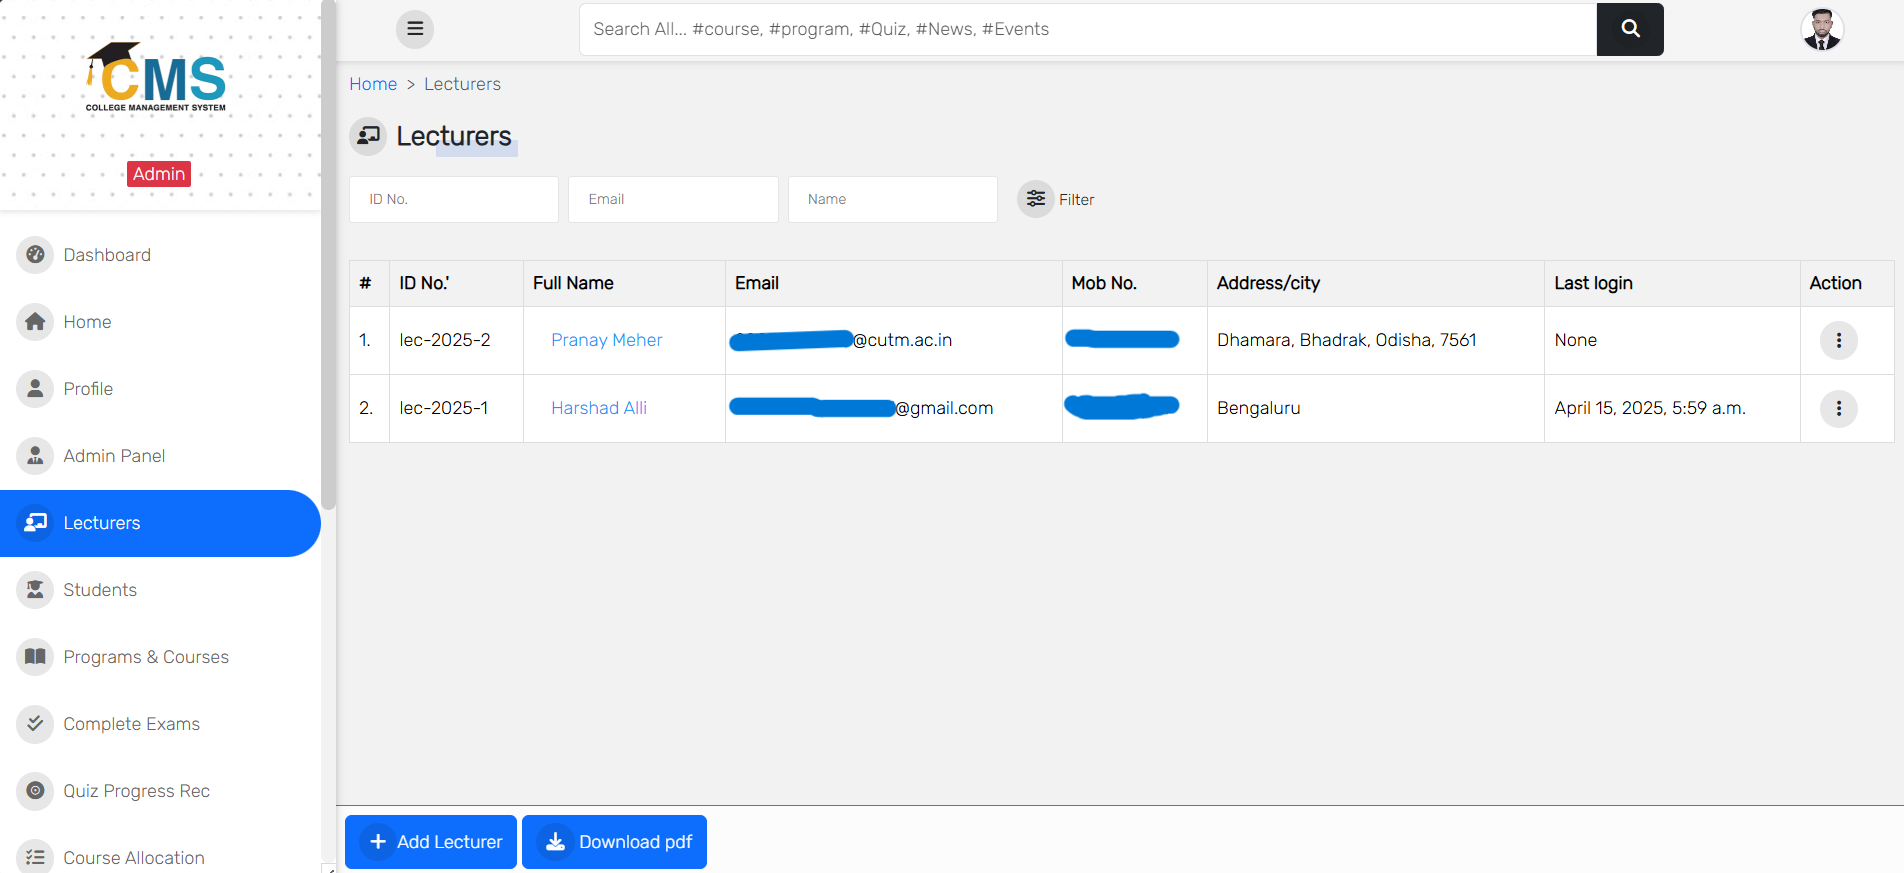 CMS
COLLEGE MANAGEMENT SYSTEM
Admin
Dashboard
Home
Profile
Admin Panel
Lecturers
Students
Programs & Courses
Complete Exams
Quiz Progress Rec
Course Allocation
Search All... #course, #program, #Quiz, #News, #Events
Home > Lecturers
Lecturers
ID No. Email Name Filter
# ID No.' Full Name Email Mob No. Address/city Last login Action
1. lec-2025-2 Pranay Meher @cutm.ac.in Dhamara, Bhadrak, Odisha, 7561 None
2. lec-2025-1 Harshad Alli @gmail.com Bengaluru April 15, 2025, 5:59 a.m.
Add Lecturer Download pdf